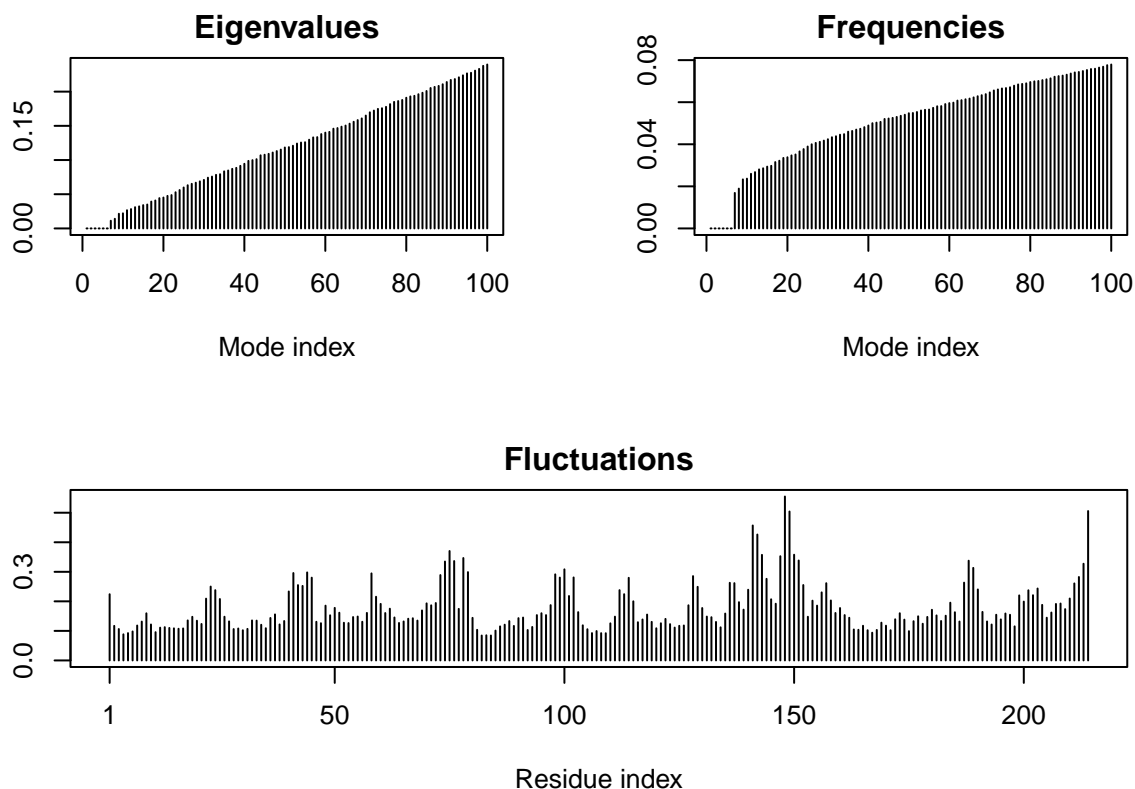 Eigenvalues
0.00
0.15
0 20 40 60 80 100
Mode index
Frequencies
0.00
0.04
0.08
0 20 40 60 80 100
Mode index
Fluctuations
0.0
0.3
1 50 100 150 200
Residue index